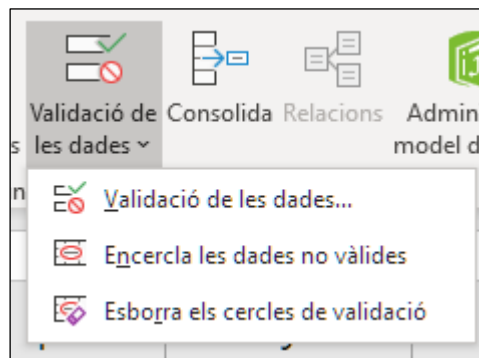 Validació de
les dades
Consolida
Relacions
Admin
model d
s
n
Validació de les dades...
Encercla les dades no vàlides
Esborra els cercles de validació